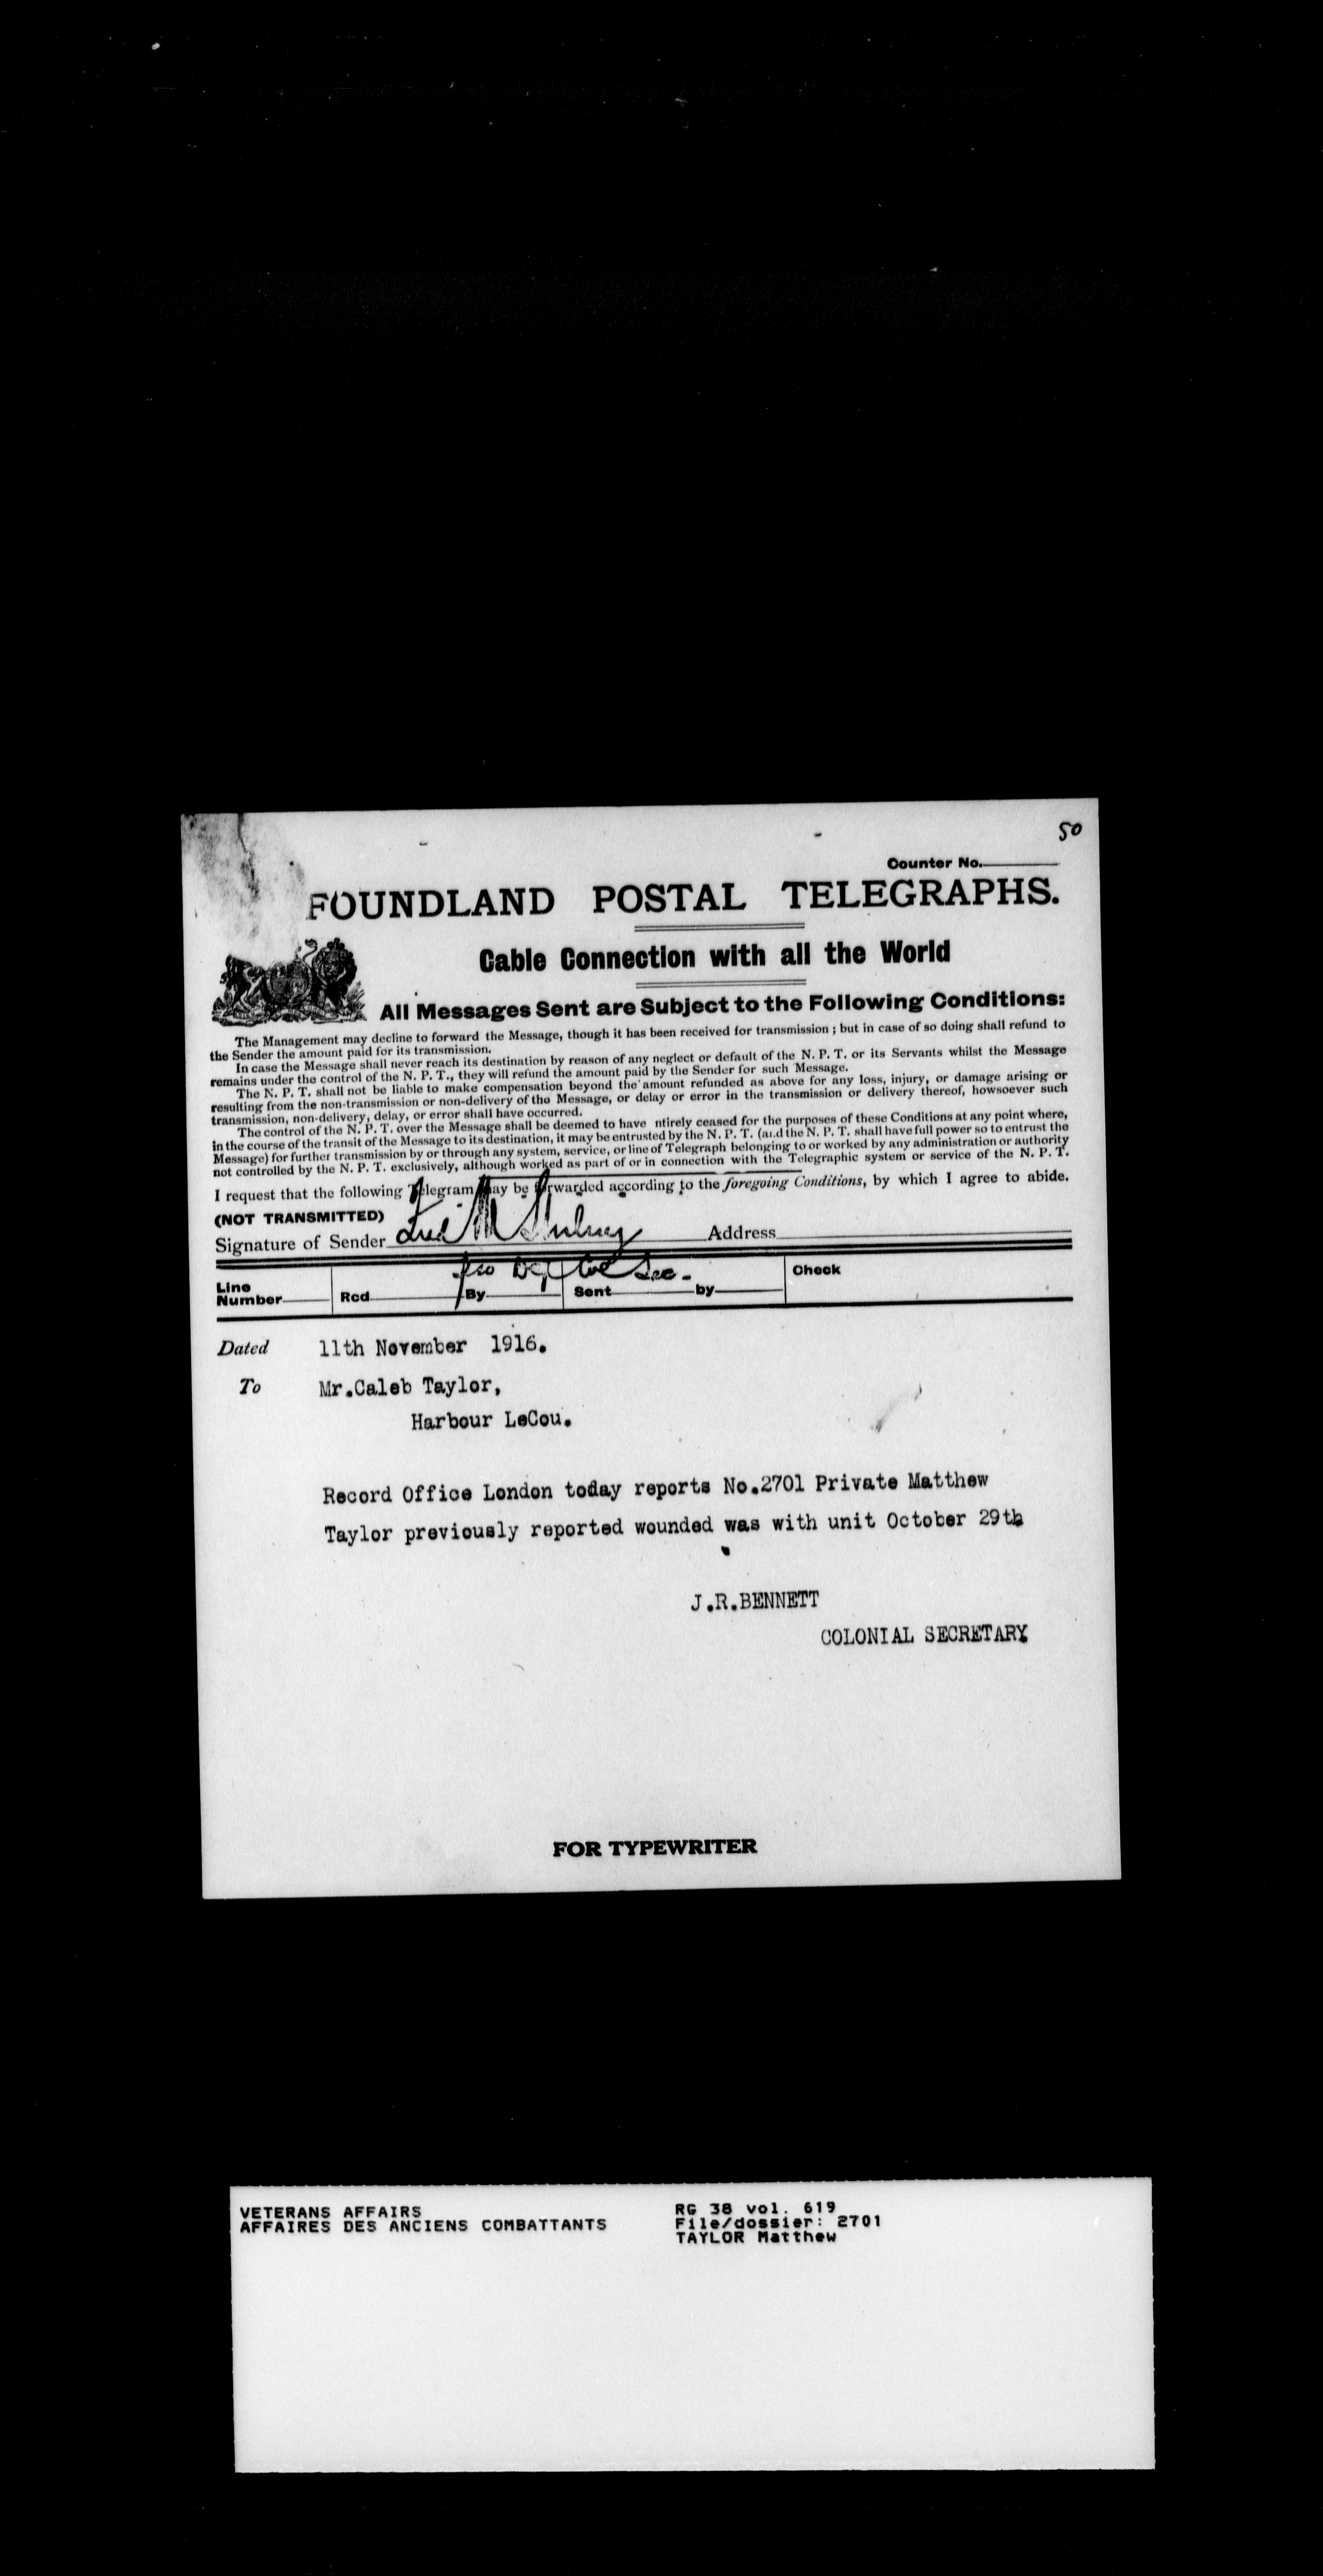 50
Counter No.
FOUNDLAND POSTAL TELEGRAPHS.
Cable Connection with all the World
All Messages Sent are Subject to the Following Conditions:
The Management may decline to forward the Message, though it has been received for transmission ; but in case of so doing shall refund to
the Sender the amount paid for its transmission.
In case the Message shall never reach its destination by reason of any neglect or default of the N. P. T. or its Servants whilst the Message
remains under the control of the N. P. T., they will refund the amount paid by the Sender for such Message.
The N. P. T. shall not be liable to make compensation beyond the amount refunded as above for any loss, injury, or damage arising or
resulting from the non-transmission or non-delivery of the Message, or delay or error in the transmission or delivery thereof, howsoever such
transmission, non-delivery, delay, or error shall have occurred.
The control of the N. P. T. over the Message shall be deemed to have ntirely ceased for the purposes of these Conditions at any point where,
in the course of the transit of the Message to its destination, it may be entrusted by the N. P. T. (and the N. P. T. shall have full power so to entrust the
Message) for further transmission by or through any system, service, or line of Telegraph belonging to or worked by any administration or authority
not controlled by the N. P. T. exclusively, although worked as part of or in connection with the Telegraphic system or service of the N. P. T.
I request that the following Telegram may be forwarded according to the foregoing Conditions, by which I agree to abide.
(NOT TRANSMITTED)
Signature of Sender Address
Col Sec.
Line Number Rcd By Sent by Check
Dated 11th November 1916.
To Mr.Caleb Taylor,
Harbour LeCou.
Record Office London today reports No.2701 Private Matthew
Taylor previously reported wounded was with unit October 29th
J.R.BENNETT
COLONIAL SECRETARY
FOR TYPEWRITER
VETERANS AFFAIRS RG 38 vol. 619
AFFAIRES DES ANCIENS COMBATTANTS File/dossier: 2701
TAYLOR Matthew